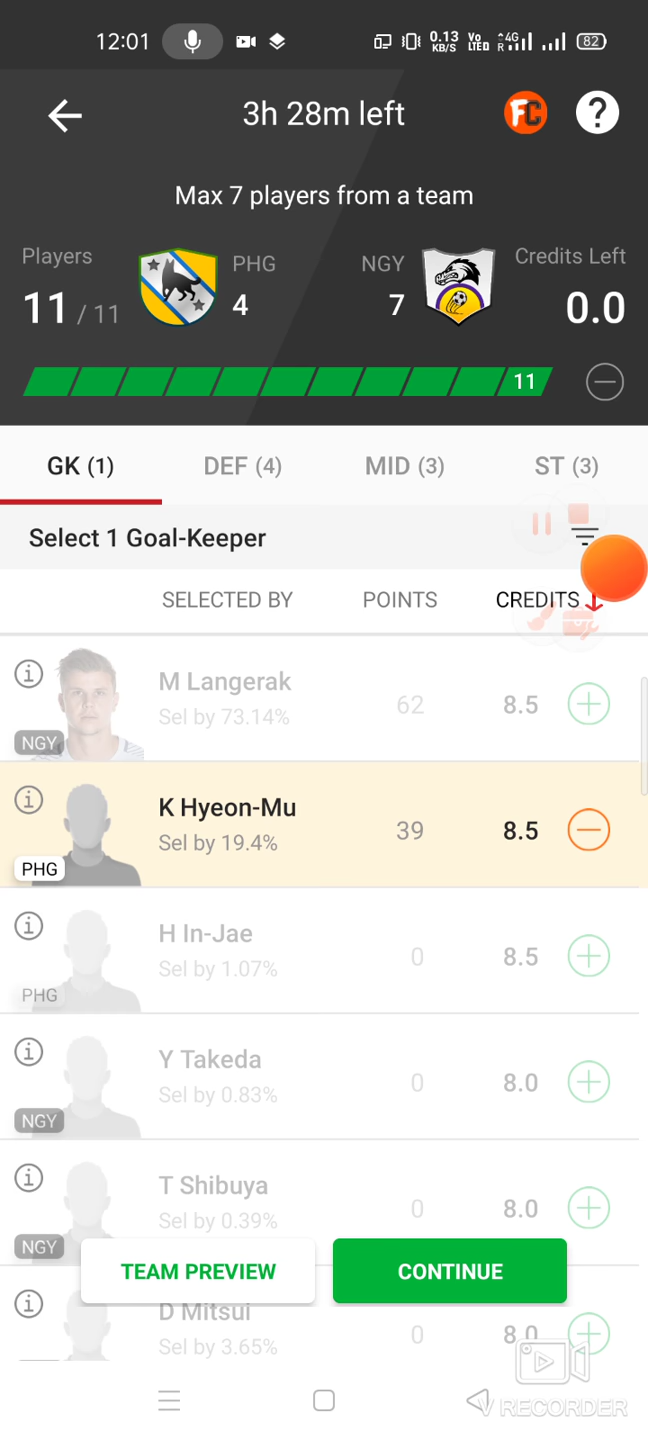 12:01
0.13 KB/S
Vo LTED
4G R
82
3h 28m left
FC
?
Max 7 players from a team
Players
PHG
NGY
Credits Left
11 / 11
4
7
0.0
11
GK (1)
DEF (4)
MID (3)
ST (3)
Select 1 Goal-Keeper
SELECTED BY
POINTS
CREDITS
M Langerak
Sel by 73.14%
62
8.5
NGY
K Hyeon-Mu
Sel by 19.4%
39
8.5
PHG
H In-Jae
Sel by 1.07%
0
8.5
PHG
Y Takeda
Sel by 0.83%
0
8.0
NGY
T Shibuya
Sel by 0.39%
0
8.0
NGY
TEAM PREVIEW
CONTINUE
D Mitsui
Sel by 3.65%
0
8.0
V RECORDER